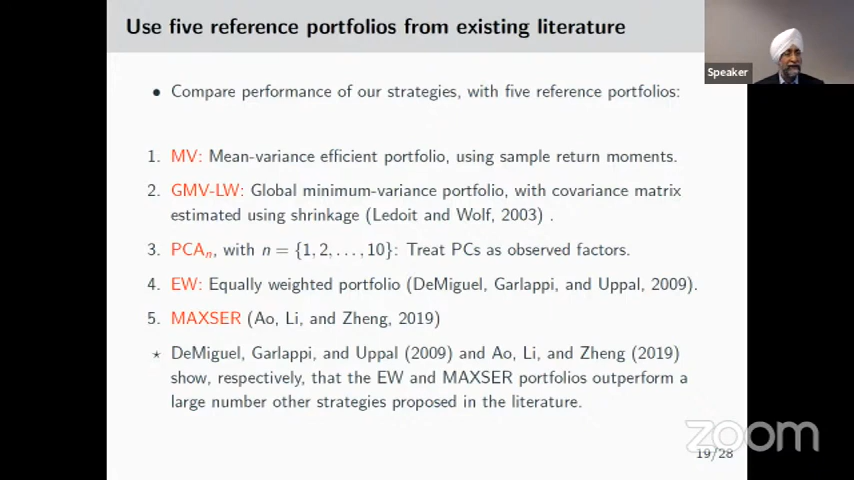 Use five reference portfolios from existing literature
Speaker
• Compare performance of our strategies, with five reference portfolios:
1. MV: Mean-variance efficient portfolio, using sample return moments.
2. GMV-LW: Global minimum-variance portfolio, with covariance matrix
estimated using shrinkage (Ledoit and Wolf, 2003) .
3. PCAₙ, with n = {1, 2, . . . , 10}: Treat PCs as observed factors.
4. EW: Equally weighted portfolio (DeMiguel, Garlappi, and Uppal, 2009).
5. MAXSER (Ao, Li, and Zheng, 2019)
⋆ DeMiguel, Garlappi, and Uppal (2009) and Ao, Li, and Zheng (2019)
show, respectively, that the EW and MAXSER portfolios outperform a
large number other strategies proposed in the literature.
zoom
19/28